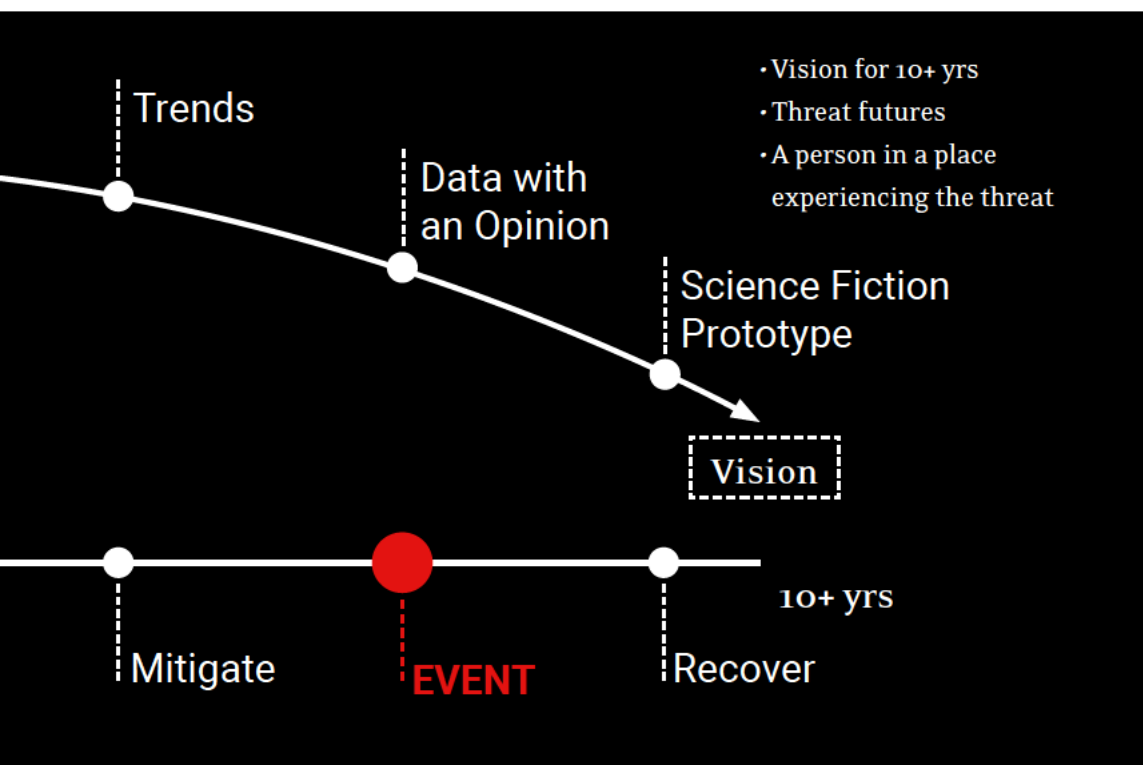 · Vision for 10+ yrs
· Threat futures
· A person in a place
experiencing the threat
Trends
Data with
an Opinion
Science Fiction
Prototype
Vision
10+ yrs
Mitigate
EVENT
Recover